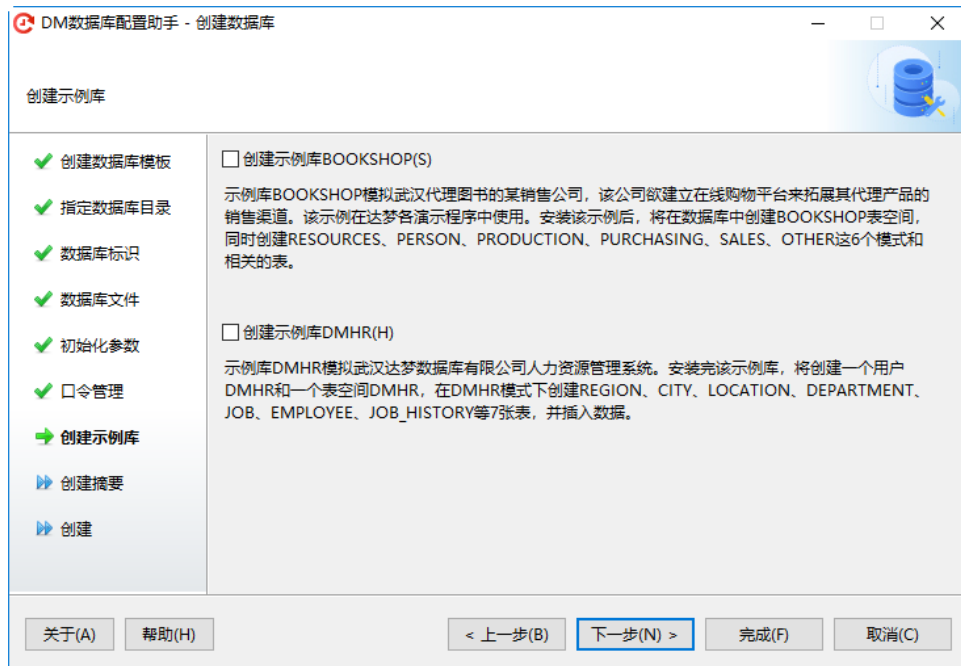 DM数据库配置助手 - 创建数据库
创建示例库
创建数据库模板
指定数据库目录
数据库标识
数据库文件
初始化参数
口令管理
创建示例库
创建摘要
创建
创建示例库BOOKSHOP(S)
示例库BOOKSHOP模拟武汉代理图书的某销售公司，该公司欲建立在线购物平台来拓展其代理产品的
销售渠道。该示例在达梦各演示程序中使用。安装该示例后，将在数据库中创建BOOKSHOP表空间，
同时创建RESOURCES、PERSON、PRODUCTION、PURCHASING、SALES、OTHER这6个模式和
相关的表。
创建示例库DMHR(H)
示例库DMHR模拟武汉达梦数据库有限公司人力资源管理系统。安装完该示例库，将创建一个用户
DMHR和一个表空间DMHR，在DMHR模式下创建REGION、CITY、LOCATION、DEPARTMENT、
JOB、EMPLOYEE、JOB_HISTORY等7张表，并插入数据。
关于(A) 帮助(H) < 上一步(B) 下一步(N) > 完成(F) 取消(C)